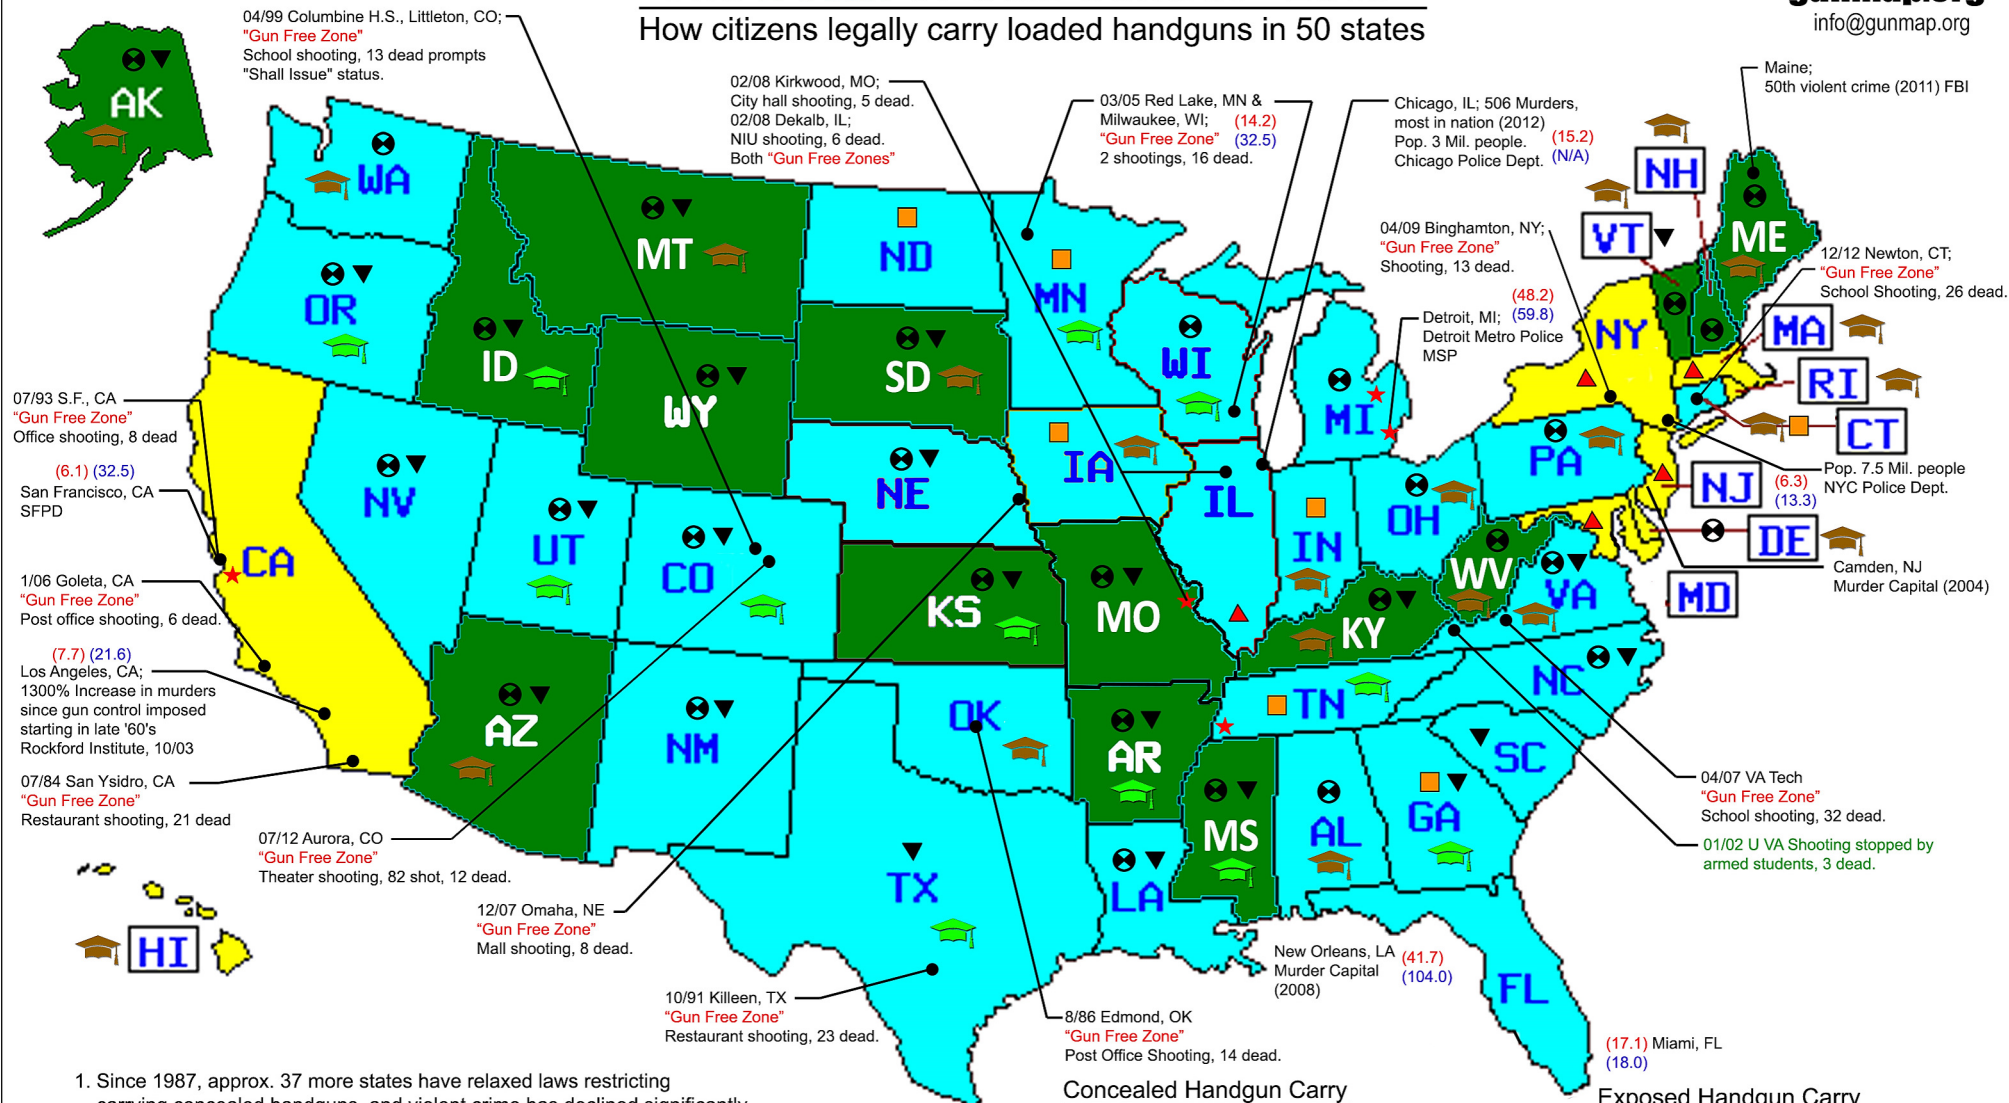 How citizens legally carry loaded handguns in 50 states
gunmap.org
info@gunmap.org
04/99 Columbine H.S., Littleton, CO;
"Gun Free Zone"
School shooting, 13 dead prompts
"Shall Issue" status.
02/08 Kirkwood, MO;
City hall shooting, 5 dead.
02/08 Dekalb, IL;
NIU shooting, 6 dead.
Both “Gun Free Zones”
03/05 Red Lake, MN &
Milwaukee, WI; (14.2)
“Gun Free Zone” (32.5)
2 shootings, 16 dead.
Chicago, IL; 506 Murders,
most in nation (2012)
Pop. 3 Mil. people. (15.2)
Chicago Police Dept. (N/A)
Maine;
50th violent crime (2011) FBI
04/09 Binghamton, NY;
“Gun Free Zone”
Shooting, 13 dead.
12/12 Newton, CT;
“Gun Free Zone”
School Shooting, 26 dead.
(48.2)
Detroit, MI; (59.8)
Detroit Metro Police
MSP
AK
WA
OR
MT
ID
WY
ND
SD
MN
WI
MI
NY
NH
VT
ME
MA
RI
CT
NJ
DE
MD
PA
OH
IN
IL
IA
NE
NV
UT
CO
CA
KS
MO
KY
WV
VA
NC
TN
SC
GA
AL
MS
AR
OK
NM
AZ
TX
LA
FL
HI
07/93 S.F., CA
“Gun Free Zone”
Office shooting, 8 dead
(6.1) (32.5)
San Francisco, CA
SFPD
1/06 Goleta, CA
“Gun Free Zone”
Post office shooting, 6 dead.
(7.7) (21.6)
Los Angeles, CA;
1300% Increase in murders
since gun control imposed
starting in late '60's
Rockford Institute, 10/03
07/84 San Ysidro, CA
“Gun Free Zone”
Restaurant shooting, 21 dead
07/12 Aurora, CO
“Gun Free Zone”
Theater shooting, 82 shot, 12 dead.
12/07 Omaha, NE
“Gun Free Zone”
Mall shooting, 8 dead.
10/91 Killeen, TX
“Gun Free Zone”
Restaurant shooting, 23 dead.
8/86 Edmond, OK
“Gun Free Zone”
Post Office Shooting, 14 dead.
New Orleans, LA (41.7)
Murder Capital (104.0)
(2008)
(17.1) Miami, FL
(18.0)
Pop. 7.5 Mil. people
(6.3) NYC Police Dept.
(13.3)
Camden, NJ
Murder Capital (2004)
04/07 VA Tech
“Gun Free Zone”
School shooting, 32 dead.
01/02 U VA Shooting stopped by
armed students, 3 dead.
1. Since 1987, approx. 37 more states have relaxed laws restricting
carrying concealed handguns, and violent crime has declined significantly
Concealed Handgun Carry
Exposed Handgun Carry